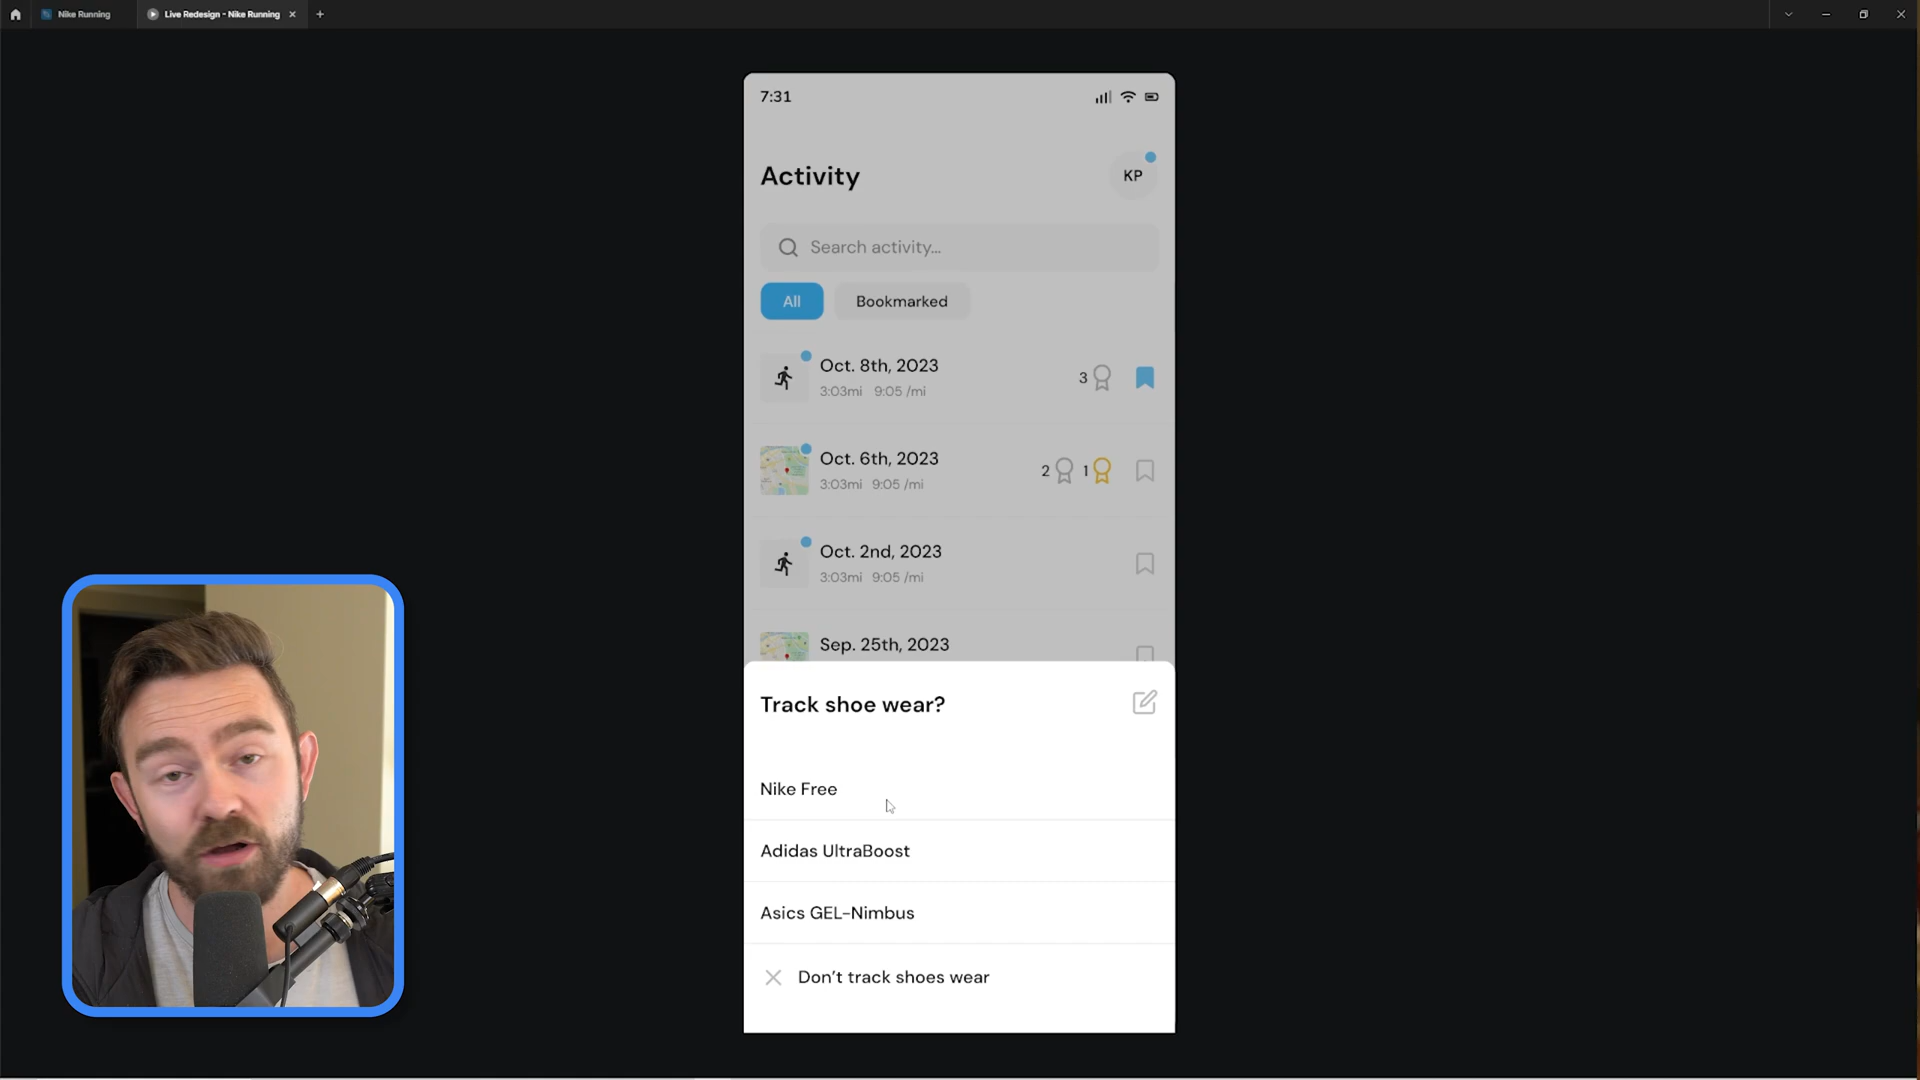 Nike Running
Live Redesign - Nike Running
7:31
Activity
KP
Search activity...
All
Bookmarked
Oct. 8th, 2023
3:03mi 9:05 /mi
3
Oct. 6th, 2023
3:03mi 9:05 /mi
2 1
Oct. 2nd, 2023
3:03mi 9:05 /mi
Sep. 25th, 2023
Track shoe wear?
Nike Free
Adidas UltraBoost
Asics GEL-Nimbus
Don't track shoes wear